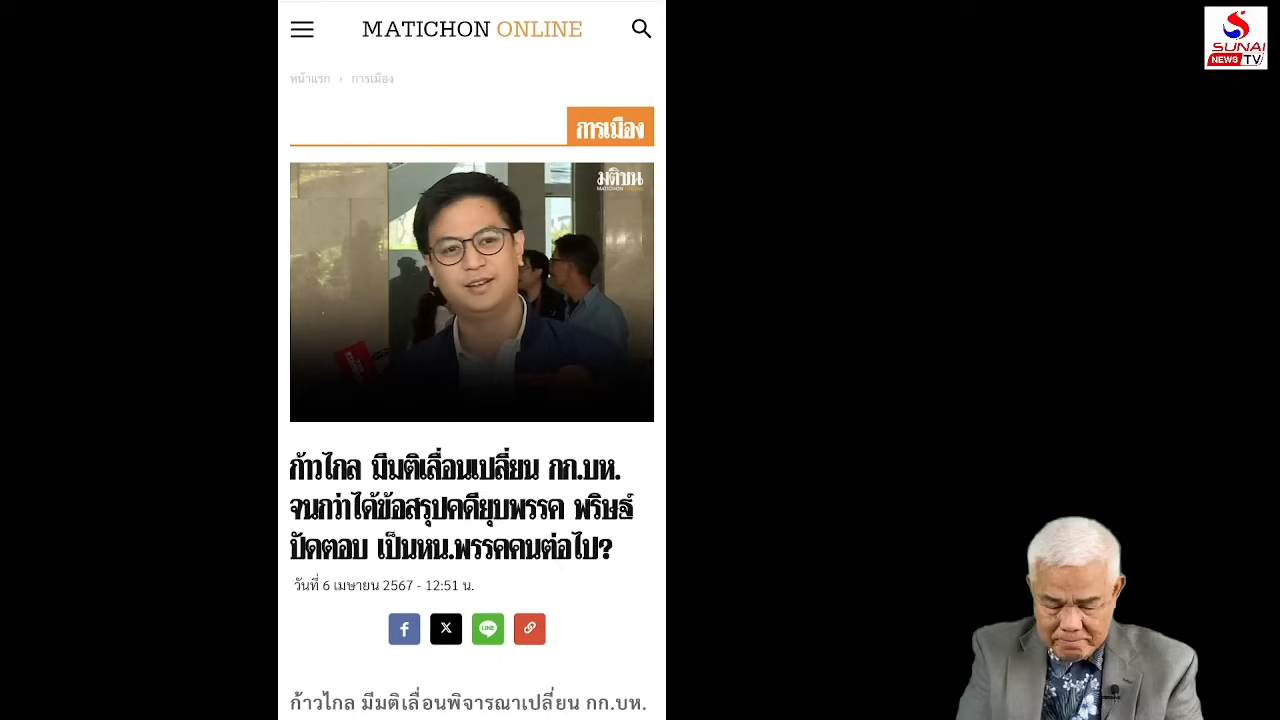 MATICHON ONLINE
SUNAI
NEWS TV
หน้าแรก › การเมือง
การเมือง
มติชน
MATICHON ONLINE
ก้าวไกล มีมติเลื่อนเปลี่ยน กก.บห.
จนกว่าได้ข้อสรุปคดียุบพรรค พริษฐ์
ปัดตอบ เป็นหน.พรรคคนต่อไป?
วันที่ 6 เมษายน 2567 - 12:51 น.
f X LINE
ก้าวไกล มีมติเลื่อนพิจารณาเปลี่ยน กก.บห.